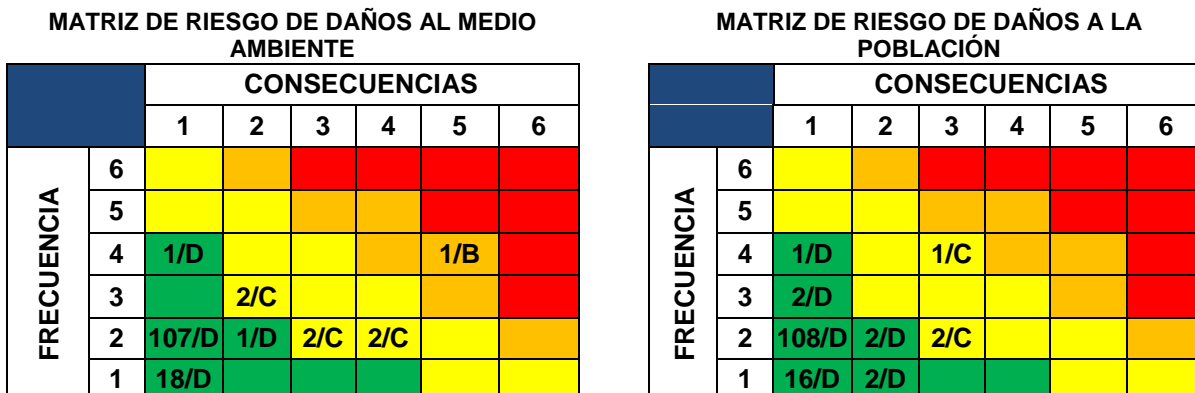 MATRIZ DE RIESGO DE DAÑOS AL MEDIO
AMBIENTE
CONSECUENCIAS
1 2 3 4 5 6
FRECUENCIA
6
5
4 1/D 1/B
3 2/C
2 107/D 1/D 2/C 2/C
1 18/D
MATRIZ DE RIESGO DE DAÑOS A LA
POBLACIÓN
CONSECUENCIAS
1 2 3 4 5 6
FRECUENCIA
6
5
4 1/D 1/C
3 2/D
2 108/D 2/D 2/C
1 16/D 2/D